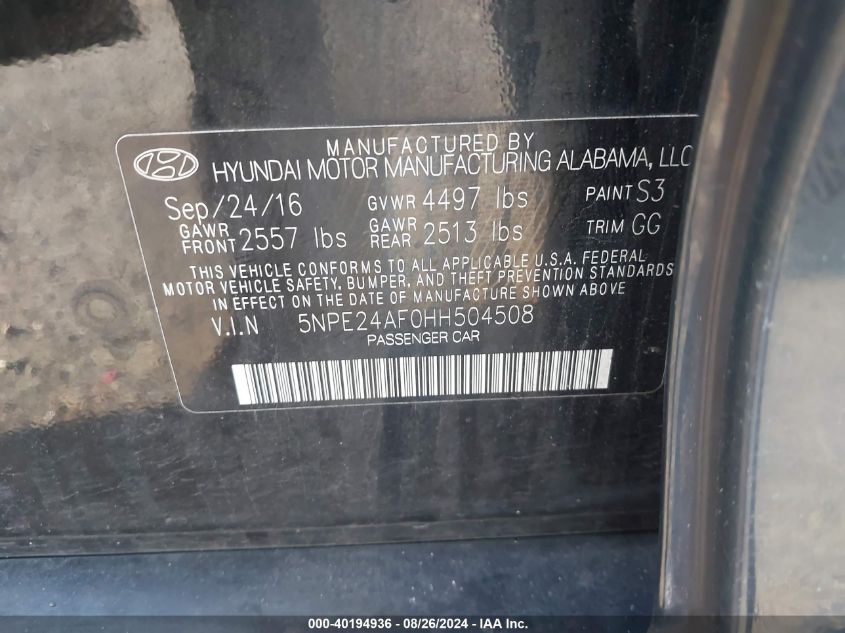 MANUFACTURED BY
HYUNDAI MOTOR MANUFACTURING ALABAMA, LLC
Sep/24/16 GVWR 4497 lbs PAINT S3
GAWR FRONT 2557 lbs GAWR REAR 2513 lbs TRIM GG
THIS VEHICLE CONFORMS TO ALL APPLICABLE U.S.A. FEDERAL
MOTOR VEHICLE SAFETY, BUMPER, AND THEFT PREVENTION STANDARDS
IN EFFECT ON THE DATE OF MANUFACTURE SHOWN ABOVE.
V.I.N 5NPE24AF0HH504508
PASSENGER CAR
000-40194936 - 08/26/2024 - IAA Inc.